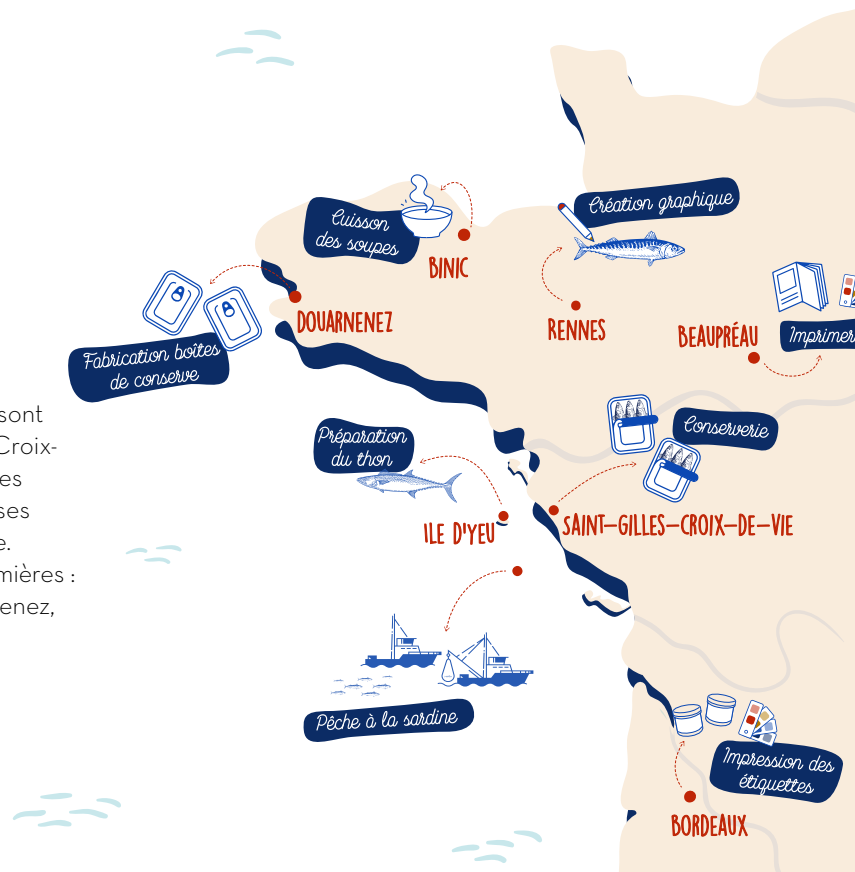 Création graphique
Cuisson
des soupes
BINIC
DOUARNENEZ
RENNES
BEAUPRÉAU
Fabrication boîtes
de conserve
sont
Croix-
es
ses
e.
mières :
enez,
Préparation
du thon
Conserverie
ILE D'YEU
SAINT-GILLES-CROIX-DE-VIE
Pêche à la sardine
Impression des
étiquettes
BORDEAUX